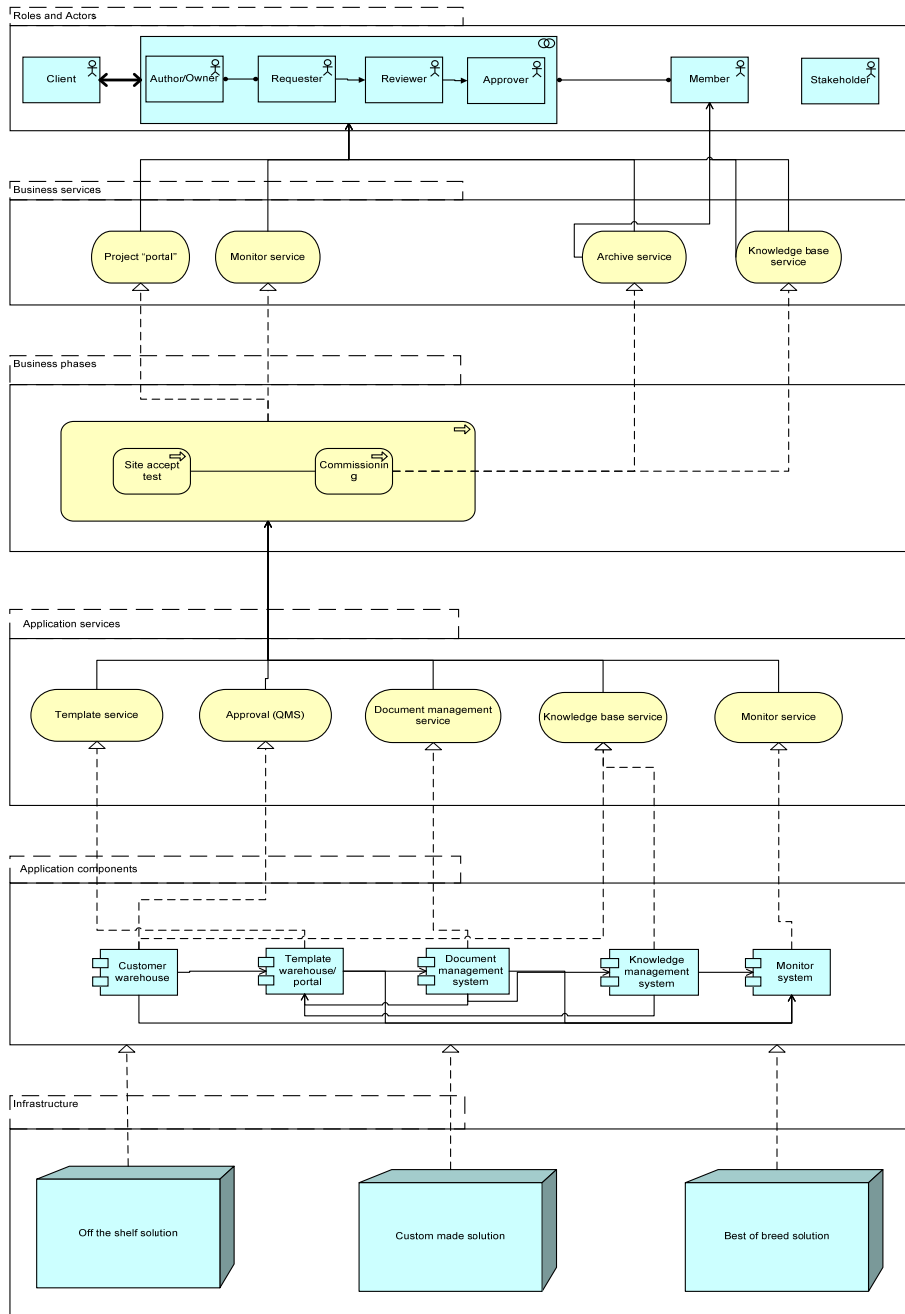 Roles and Actors
Client
Author/Owner
Requester
Reviewer
Approver
Member
Stakeholder
Business services
Project “portal”
Monitor service
Archive service
Knowledge base
service
Business phases
Site accept
test
Commissionin
g
Application services
Template service
Approval (QMS)
Document management
service
Knowledge base service
Monitor service
Application components
Customer
warehouse
Template
warehouse/
portal
Document
management
system
Knowledge
management
system
Monitor
system
Infrastructure
Off the shelf solution
Custom made solution
Best of breed solution